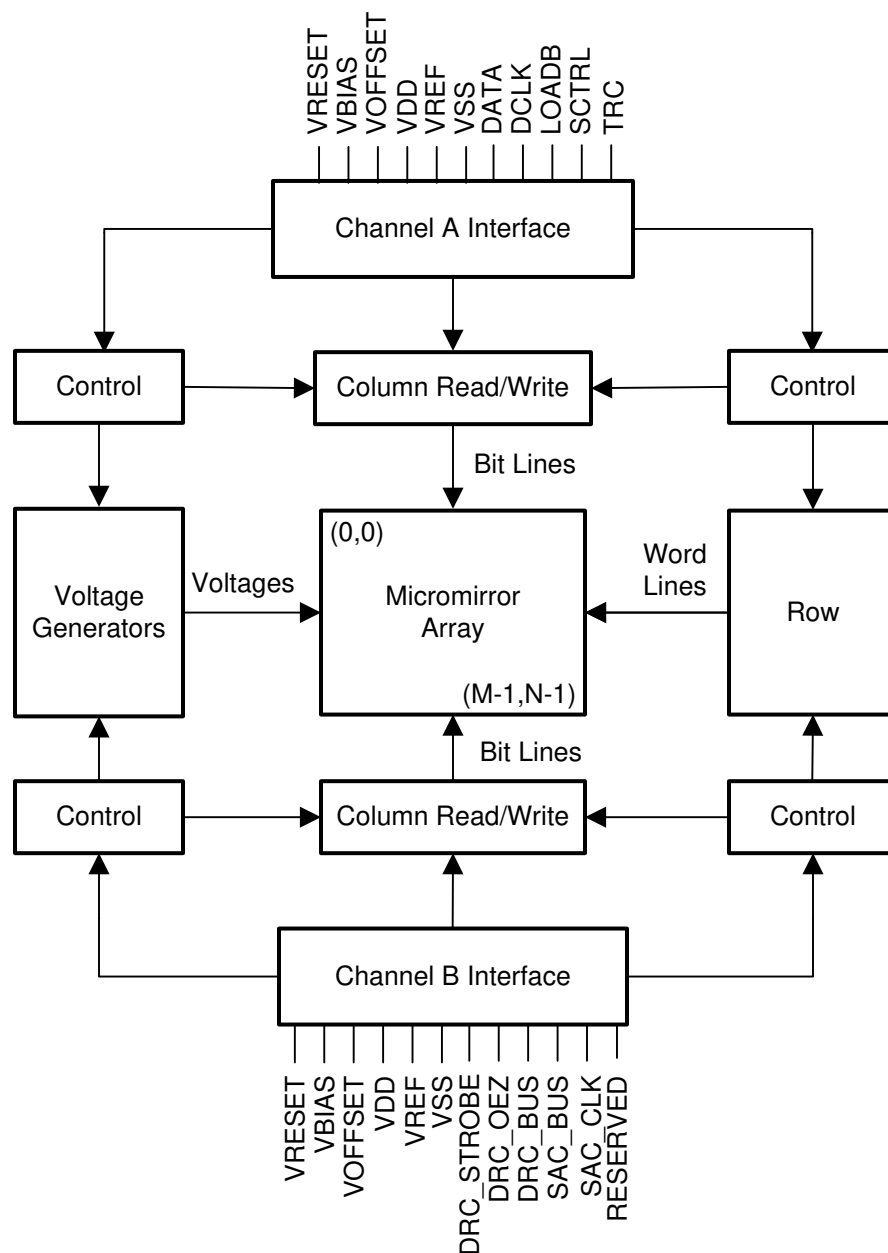 VRESET
VBIAS
VOFFSET
VDD
VREF
VSS
DATA
DCLK
LOADB
SCTRL
TRC
Channel A Interface
Control
Column Read/Write
Control
Bit Lines
Voltage
Generators
Voltages
(0,0)
Micromirror
Array
(M-1,N-1)
Word
Lines
Row
Bit Lines
Control
Column Read/Write
Control
Channel B Interface
VRESET
VBIAS
VOFFSET
VDD
VREF
VSS
DRC_STROBE
DRC_OEZ
DRC_BUS
SAC_BUS
SAC_CLK
RESERVED